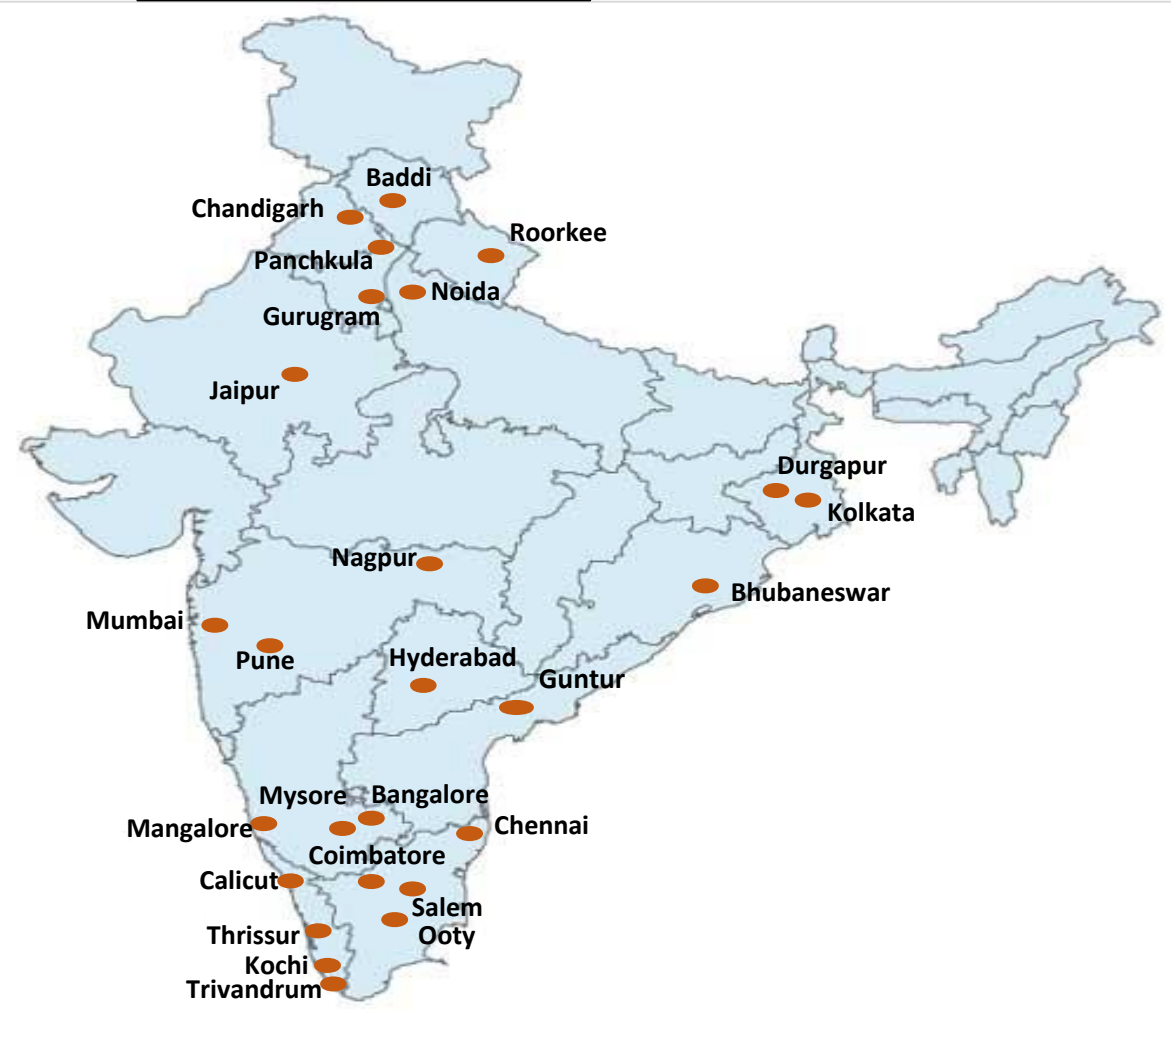 Baddi
Chandigarh
Roorkee
Panchkula
Noida
Gurugram
Jaipur
Durgapur
Kolkata
Nagpur
Bhubaneswar
Mumbai
Pune
Hyderabad
Guntur
Mysore
Bangalore
Mangalore
Chennai
Coimbatore
Calicut
Salem
Thrissur
Ooty
Kochi
Trivandrum